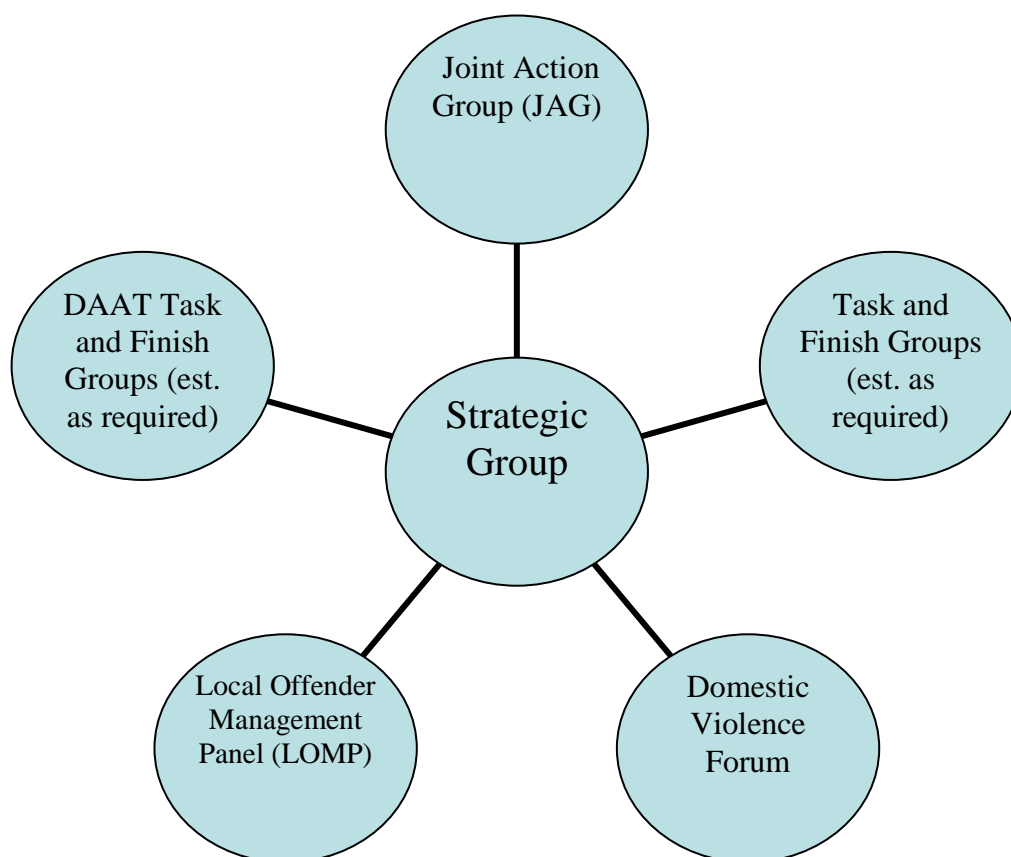 Joint Action
Group (JAG)
DAAT Task
and Finish
Groups (est.
as required)
Task and
Finish Groups
(est. as
required)
Strategic
Group
Local Offender
Management
Panel (LOMP)
Domestic
Violence
Forum